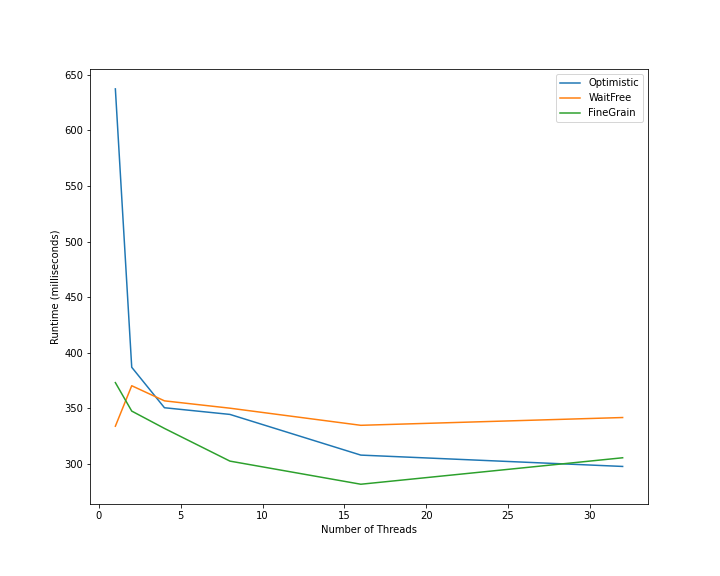 650
600
550
500
450
400
350
300
Runtime (milliseconds)
0 5 10 15 20 25 30
Number of Threads
Optimistic
WaitFree
FineGrain